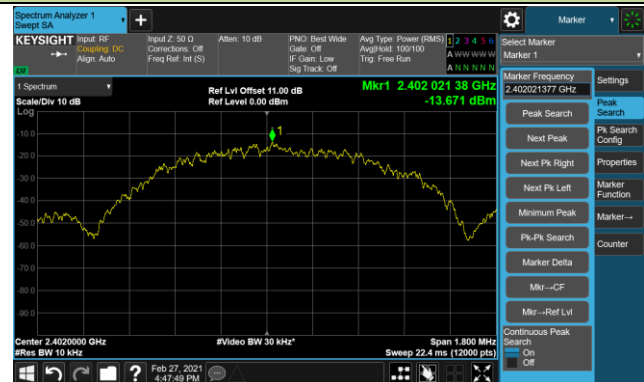 Spectrum Analyzer 1
Swept SA
Marker
KEYSIGHT
Input: RF
Coupling: DC
Align: Auto
Input Z: 50 Ω
Corrections: Off
Freq Ref: Int (S)
Atten: 10 dB
PNO: Best Wide
Gate: Off
IF Gain: Low
Sig Track: Off
Avg Type: Power (RMS)
Avg|Hold: 100/100
Trig: Free Run
1 2 3 4 5 6
A W W W W W
A N N N N N
Select Marker
Marker 1
1 Spectrum
Scale/Div 10 dB
Log
Ref Lvl Offset 11.00 dB
Ref Level 0.00 dBm
Mkr1 2.402 021 38 GHz
-13.671 dBm
1
-10.0
-20.0
-30.0
-40.0
-50.0
-60.0
-70.0
-80.0
-90.0
Center 2.4020000 GHz
#Res BW 10 kHz
#Video BW 30 kHz*
Span 1.800 MHz
Sweep 22.4 ms (12000 pts)
Marker Frequency
2.402021377 GHz
Peak Search
Next Peak
Next Pk Right
Next Pk Left
Minimum Peak
Pk-Pk Search
Marker Delta
Mkr→CF
Mkr→Ref Lvl
Continuous Peak
Search
On
Off
Settings
Peak
Search
Pk Search
Config
Properties
Marker
Function
Marker→
Counter
?
Feb 27, 2021
4:47:49 PM